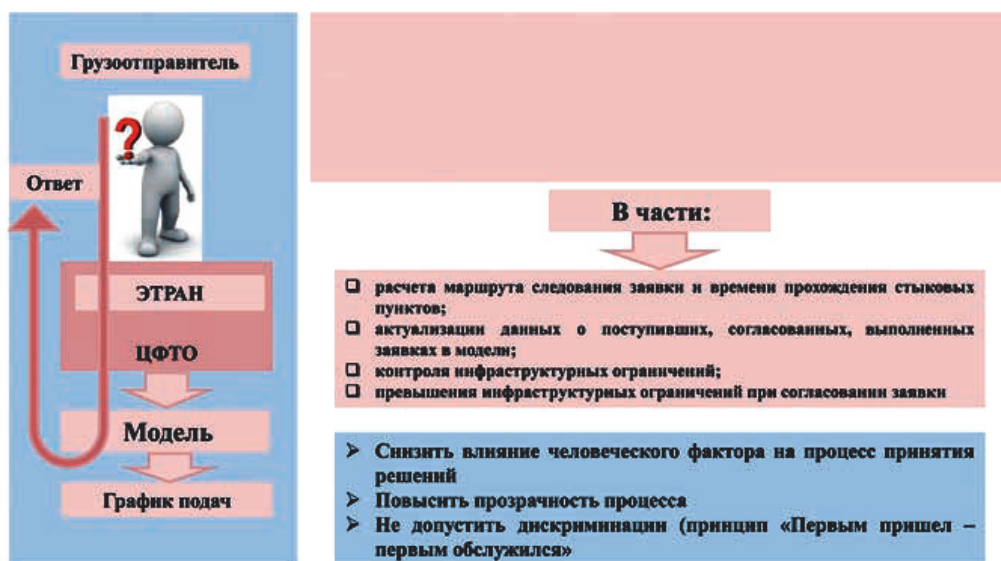 Грузоотправитель
?
Ответ
ЭТРАН
ЦФТО
Модель
График подач
В части:
❑ расчета маршрута следования заявки и времени прохождения стыковых
пунктов;
❑ актуализации данных о поступивших, согласованных, выполненных
заявках в модели;
❑ контроля инфраструктурных ограничений;
❑ превышения инфраструктурных ограничений при согласовании заявки
➢ Снизить влияние человеческого фактора на процесс принятия
решений
➢ Повысить прозрачность процесса
➢ Не допустить дискриминации (принцип «Первым пришел –
первым обслужился»